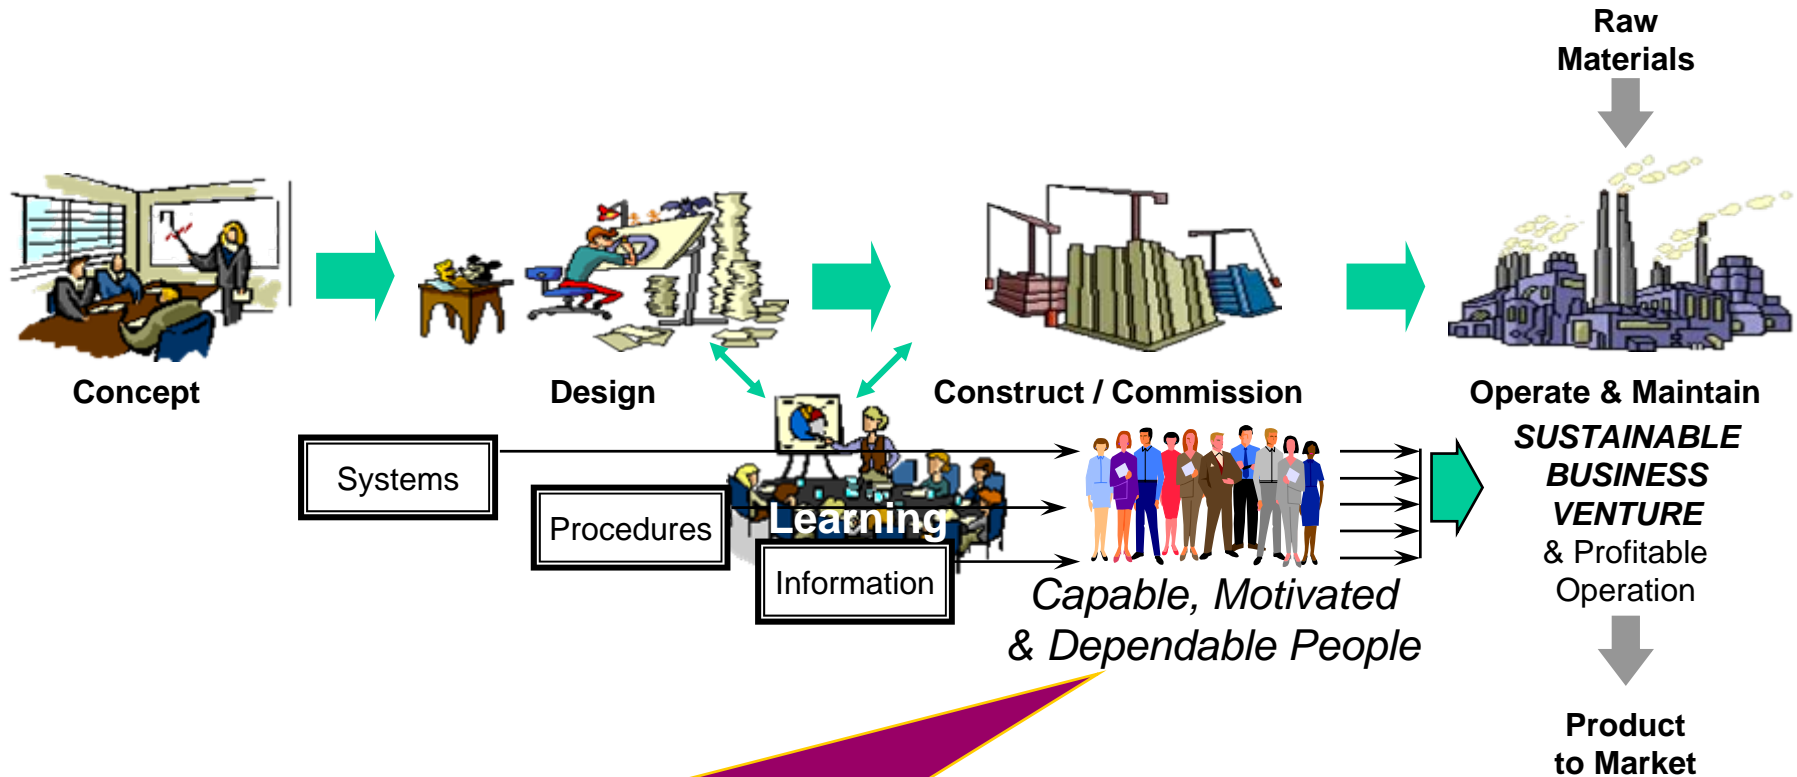 Raw
Materials
Concept
Design
Construct / Commission
Operate & Maintain
Systems
Procedures
Learning
Information
Capable, Motivated
& Dependable People
SUSTAINABLE
BUSINESS
VENTURE
& Profitable
Operation
Product
to Market